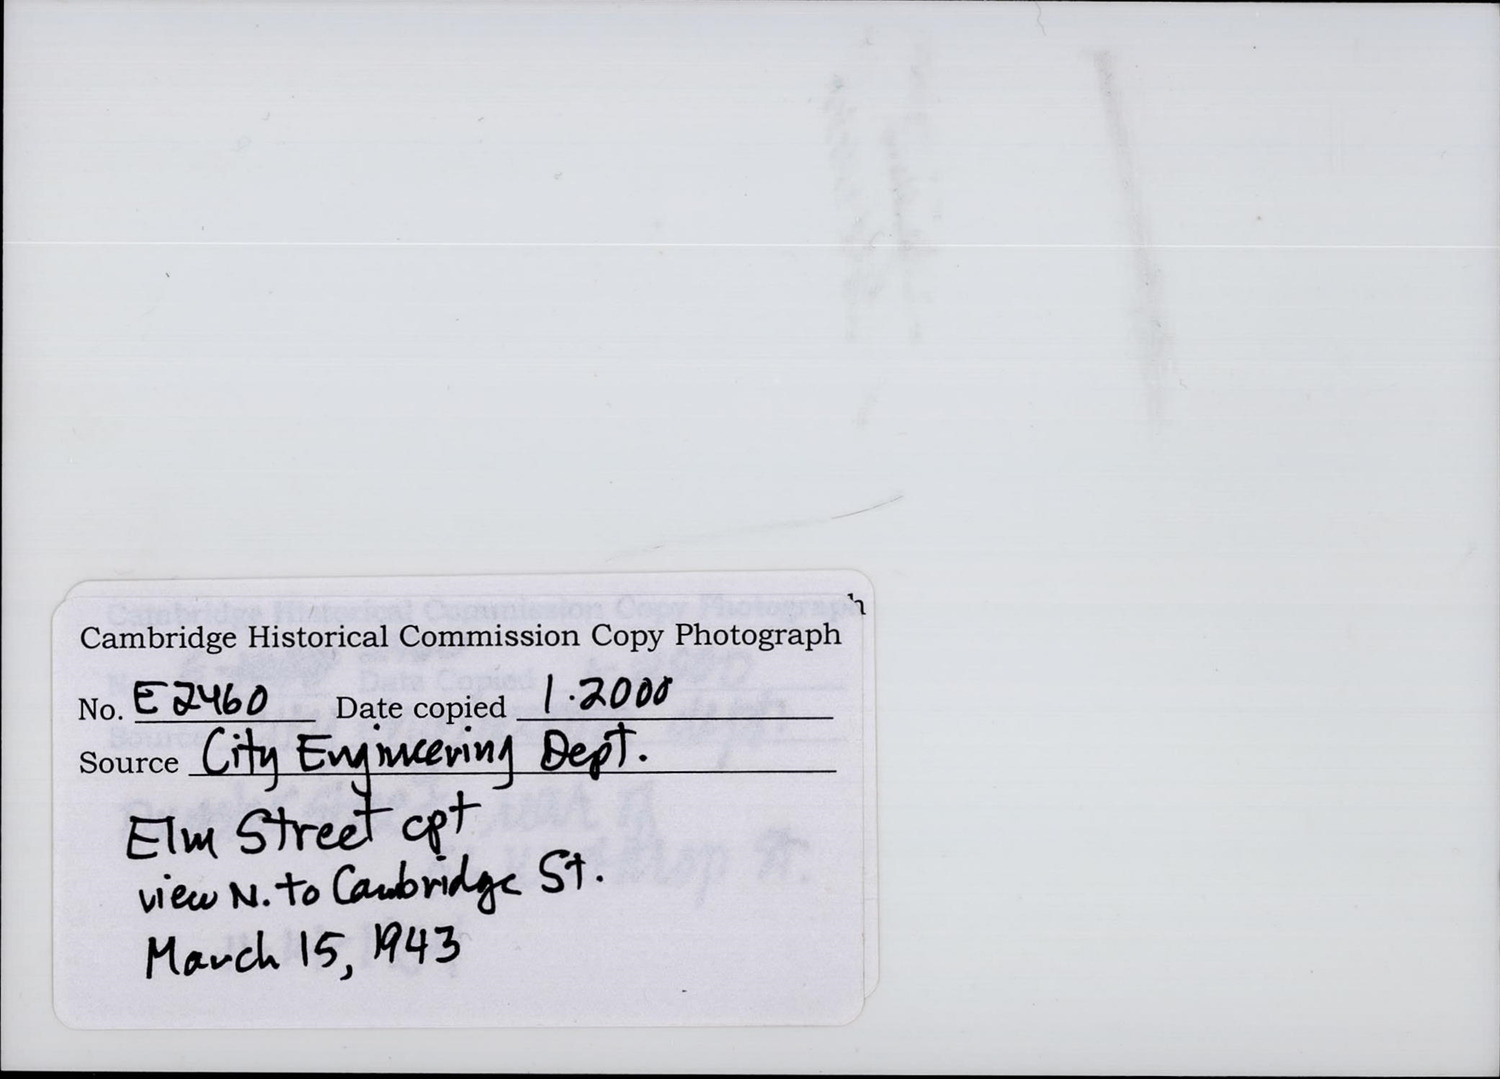 Cambridge Historical Commission Copy Photograph
No. E2460 Date copied 1.2000
Source City Engineering Dept.
Elm Street cpt
view N. to Cambridge St.
March 15, 1943